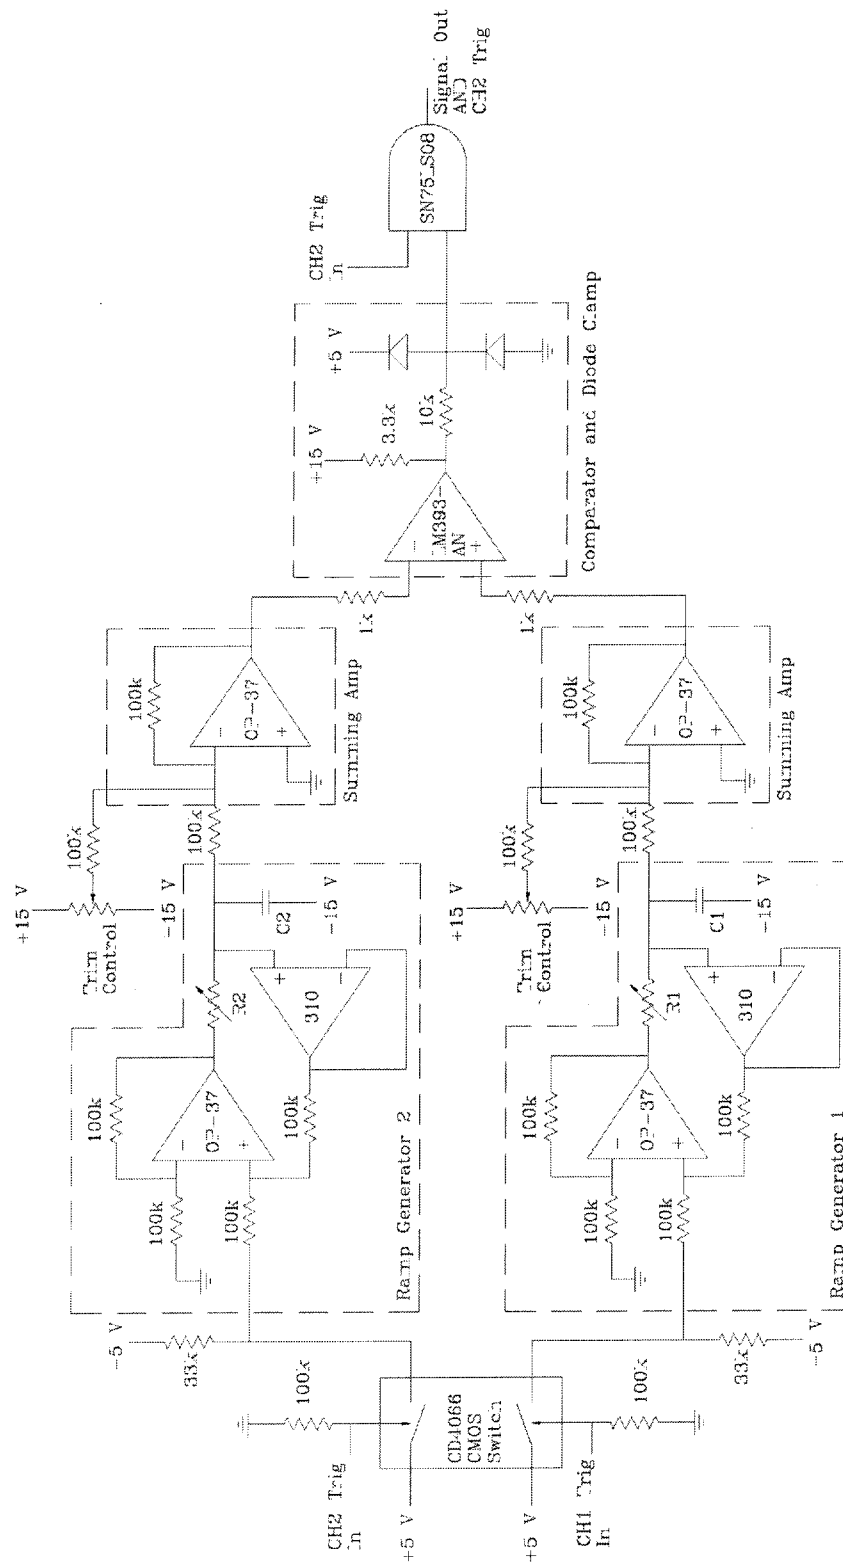 CH2 Trig
In
+5 V
100k
CD4066
CMOS
Switch
+5 V
CH1 Trig
In
100k
-5 V
33k
33k
-5 V
100k
100k
100k
OP-37
- +
100k
R2
310
+ -
C2
-15 V
Ramp Generator 2
+15 V
Trim
Control
-15 V
100k
100k
100k
OP-37
- +
Summing Amp
100k
100k
100k
OP-37
- +
100k
R1
310
+ -
C1
-15 V
Ramp Generator 1
+15 V
Trim
Control
-15 V
100k
100k
100k
OP-37
- +
Summing Amp
1k
1k
LM393-
AN
- +
+15 V
3.3k
10k
+5 V
Comparator and Diode Clamp
CH2 Trig
In
SN75LS08
Signal Out
AND
CH2 Trig